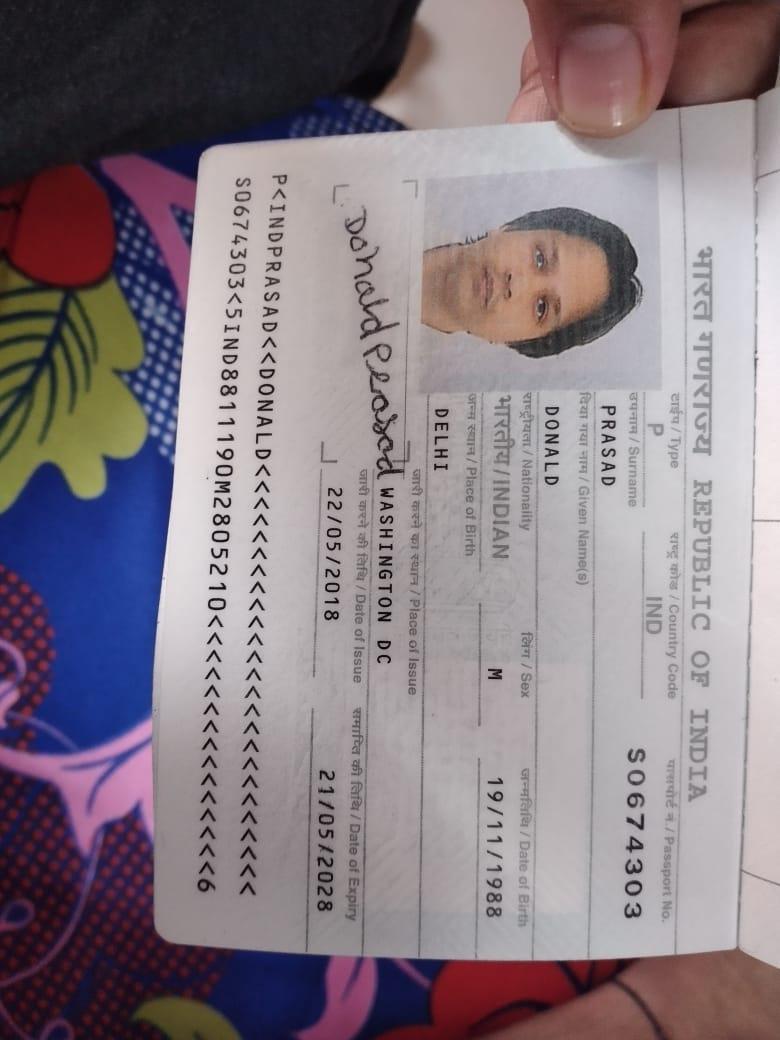 भारत गणराज्य REPUBLIC OF INDIA
टाईप / Type राष्ट्र कोड / Country Code पासपोर्ट नं. / Passport No.
P IND S0674303
उपनाम / Surname
PRASAD
दिया गया नाम / Given Name(s)
DONALD
राष्ट्रीयता / Nationality लिंग / Sex जन्मतिथि / Date of Birth
भारतीय / INDIAN M 19/11/1988
जन्म स्थान / Place of Birth
DELHI
जारी करने का स्थान / Place of Issue
WASHINGTON DC
जारी करने की तिथि / Date of Issue समाप्ति की तिथि / Date of Expiry
22/05/2018 21/05/2028
Donald Prasad
P<INDPRASAD<<DONALD<<<<<<<<<<<<<<<<<<<<<<<<<
S0674303<5IND8811190M2805210<<<<<<<<<<<<<<<6